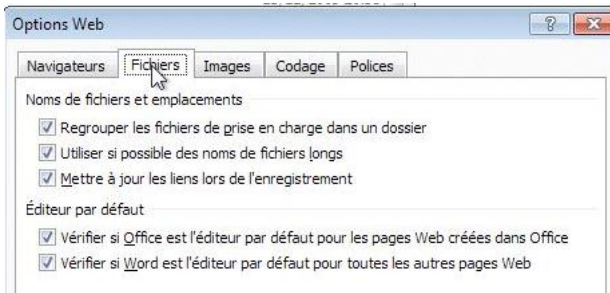 Options Web
Navigateurs Fichiers Images Codage Polices
Noms de fichiers et emplacements
Regrouper les fichiers de prise en charge dans un dossier
Utiliser si possible des noms de fichiers longs
Mettre à jour les liens lors de l'enregistrement
Éditeur par défaut
Vérifier si Office est l'éditeur par défaut pour les pages Web créées dans Office
Vérifier si Word est l'éditeur par défaut pour toutes les autres pages Web